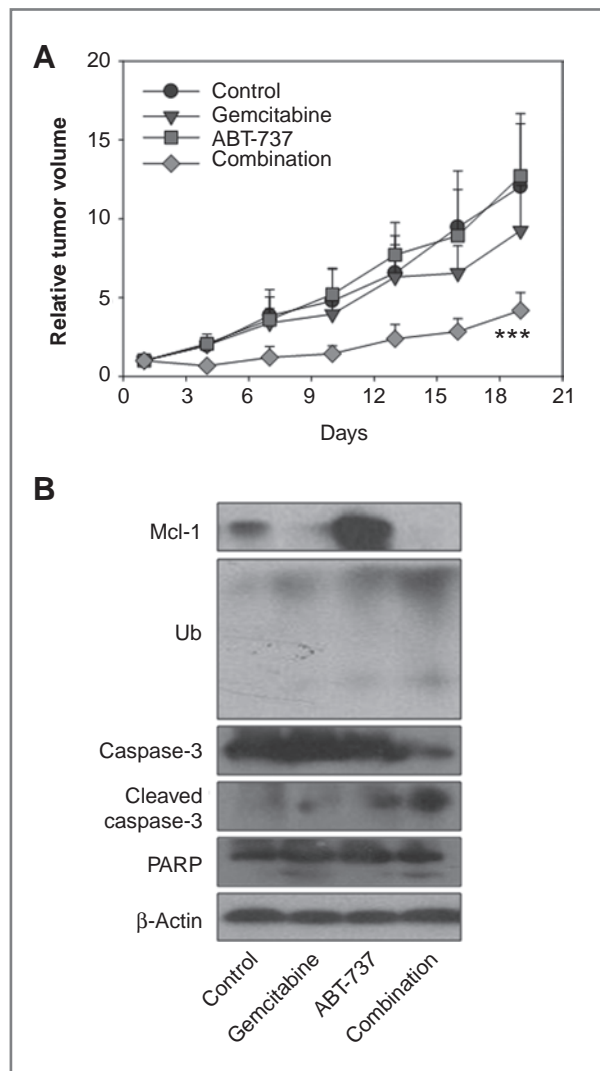 A
20
15
10
5
0
Relative tumor volume
Control
Gemcitabine
ABT-737
Combination
***
0 3 6 9 12 15 18 21
Days
B
Mcl-1
Ub
Caspase-3
Cleaved
caspase-3
PARP
β-Actin
Control
Gemcitabine
ABT-737
Combination